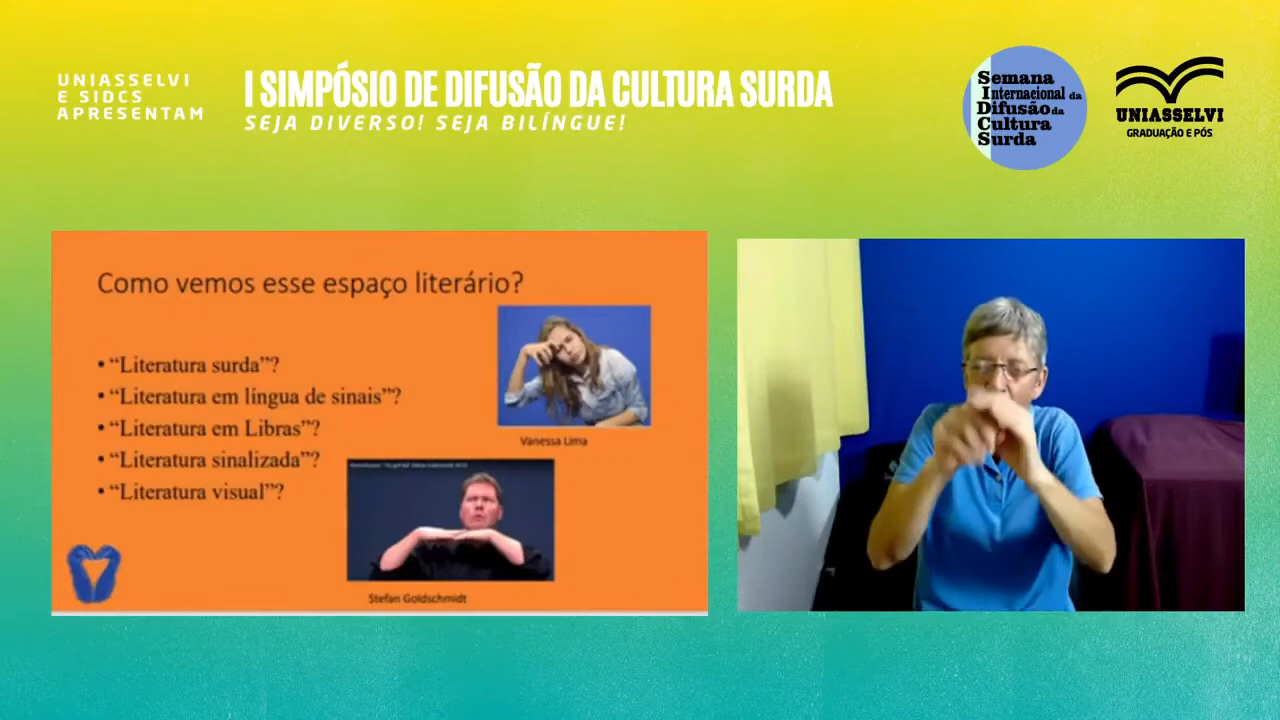 UNIASSELVI
E SIDCS
APRESENTAM
I SIMPÓSIO DE DIFUSÃO DA CULTURA SURDA
SEJA DIVERSO! SEJA BILÍNGUE!
Semana
Internacional da
Difusão da
Cultura
Surda
UNIASSELVI
GRADUAÇÃO E PÓS
Como vemos esse espaço literário?
• “Literatura surda”?
• “Literatura em língua de sinais”?
• “Literatura em Libras”?
• “Literatura sinalizada”?
• “Literatura visual”?
Vanessa Lima
Stefan Goldschmidt